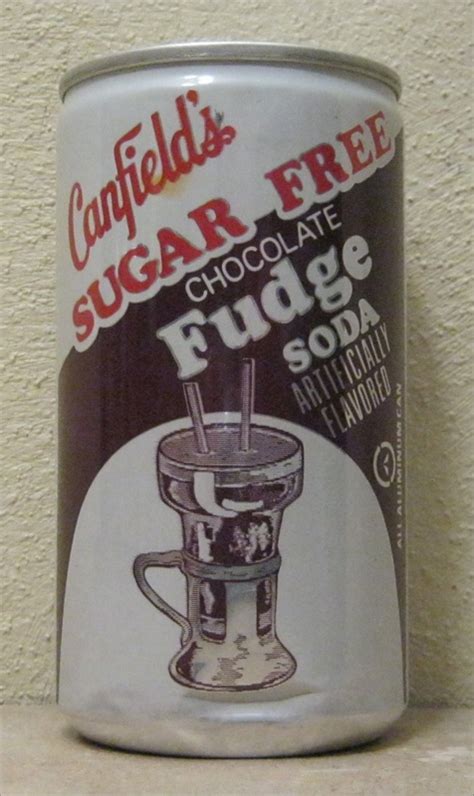 Canfield's
SUGAR FREE
CHOCOLATE
Fudge
SODA
ARTIFICIALLY
FLAVORED
ALL ALUMINUM CAN